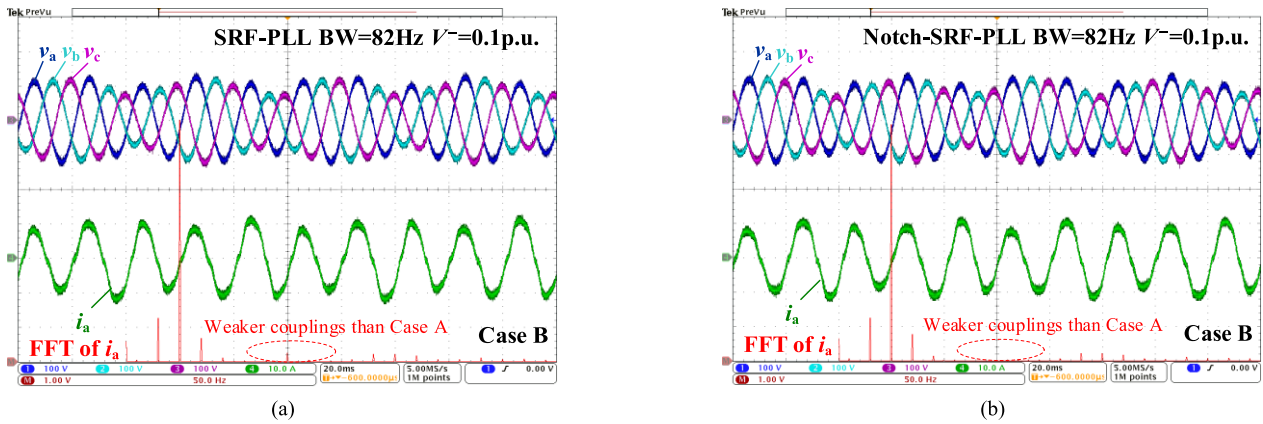 Tek PreVu
SRF-PLL BW=82Hz V⁻=0.1p.u.
va vb vc
ia
Weaker couplings than Case A
FFT of ia
Case B
1 100 V 2 100 V 3 100 V 4 10.0 A
M 1.00 V 50.0 Hz
20.0ms
T→▾−600.0000µs
5.00MS/s
1M points
1 0.00 V
(a)
Tek PreVu
Notch-SRF-PLL BW=82Hz V⁻=0.1p.u.
va vb vc
ia
Weaker couplings than Case A
FFT of ia
Case B
1 100 V 2 100 V 3 100 V 4 10.0 A
M 1.00 V 50.0 Hz
20.0ms
T→▾−600.0000µs
5.00MS/s
1M points
1 0.00 V
(b)